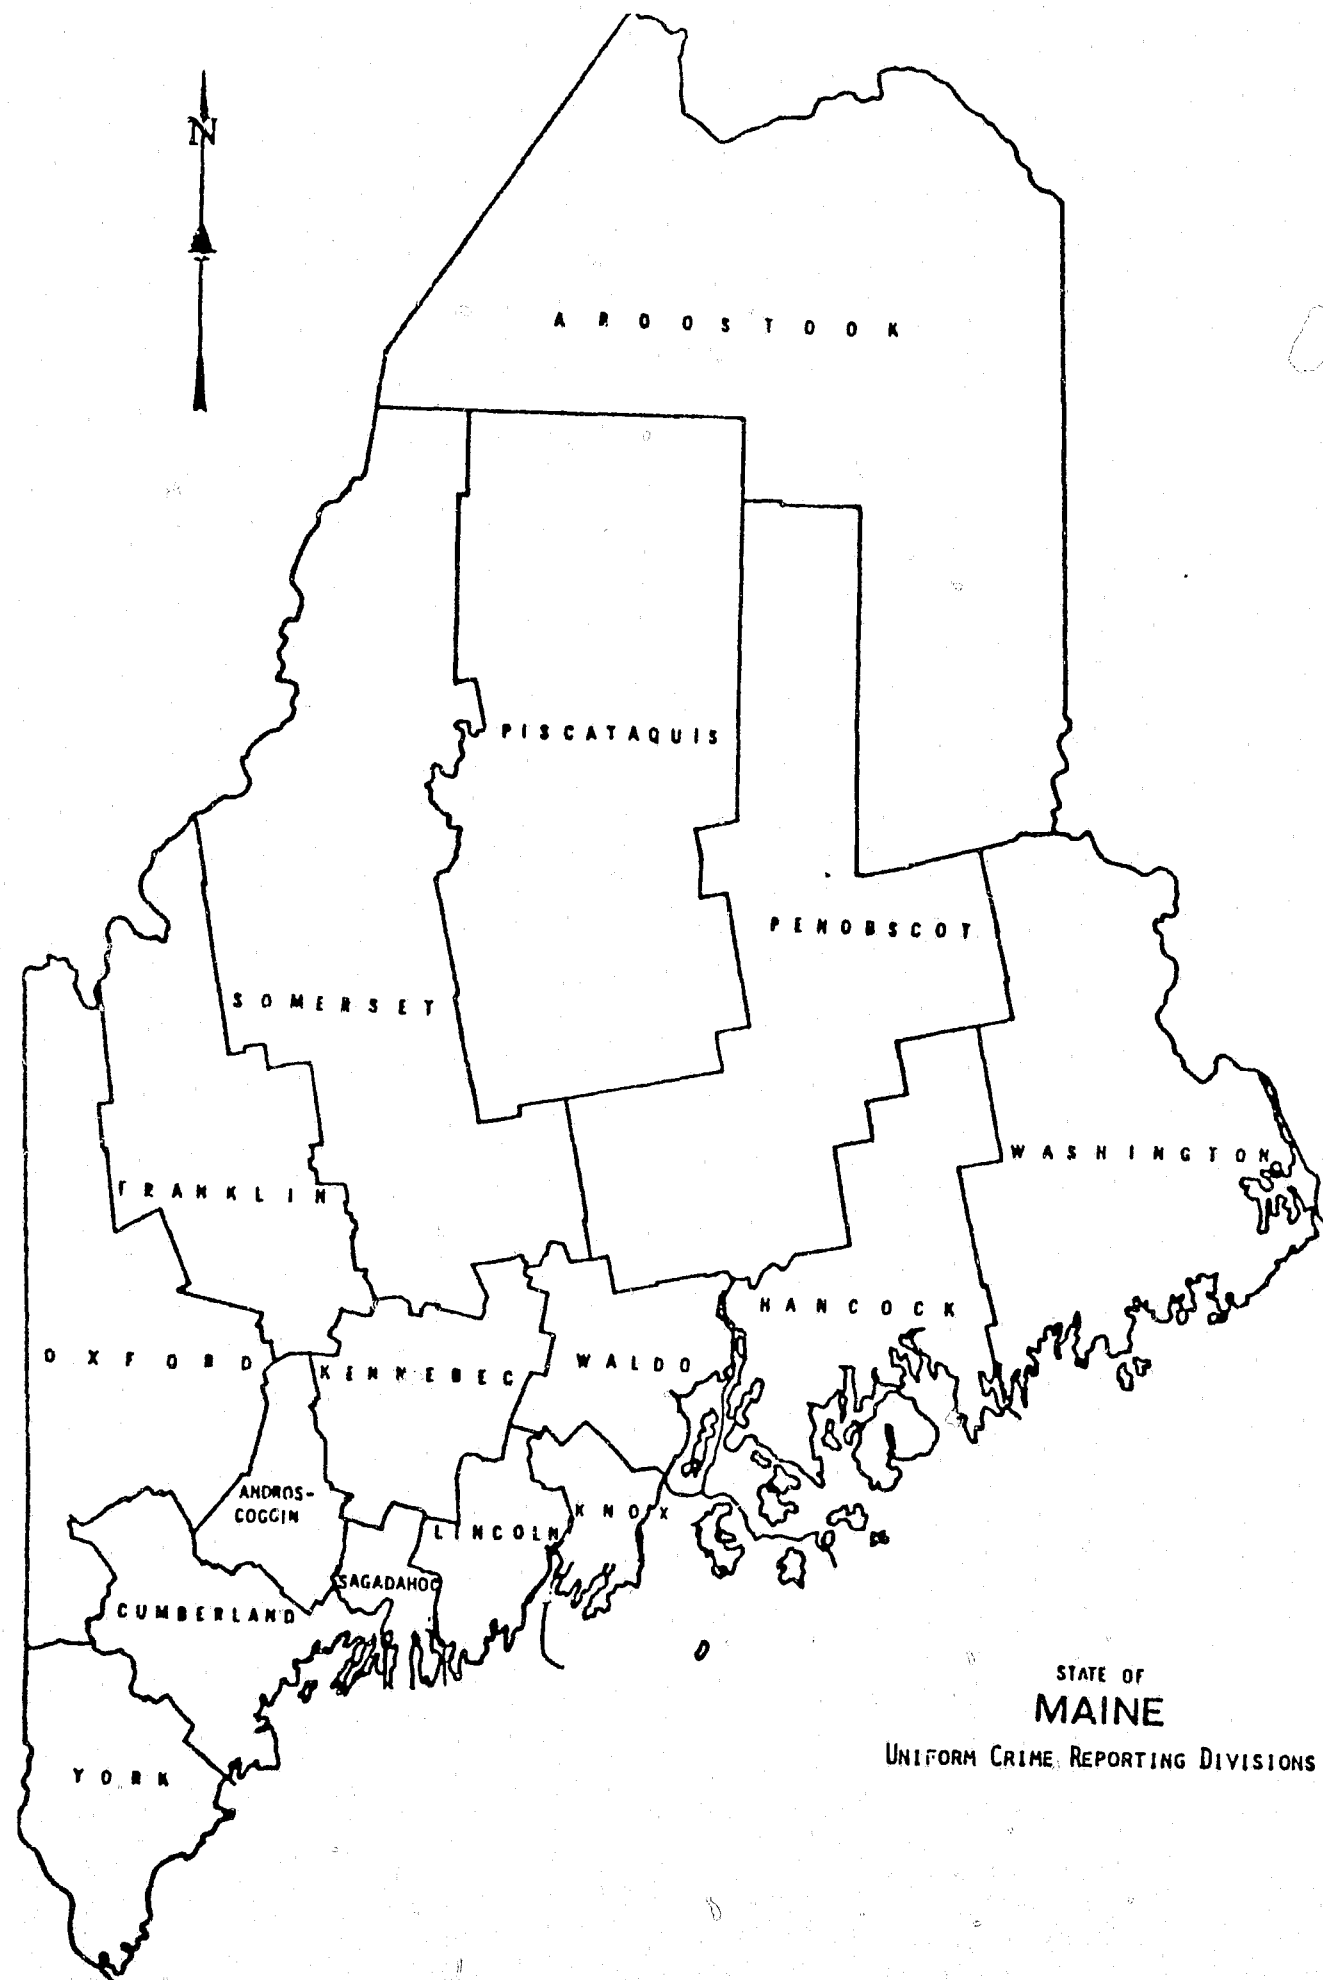 N
AROOSTOOK
PISCATAQUIS
PENOBSCOT
SOMERSET
WASHINGTON
FRANKLIN
HANCOCK
OXFORD
KENNEBEC
WALDO
ANDROS-
COGGIN
KNOX
LINCOLN
SAGADAHOC
CUMBERLAND
STATE OF
MAINE
UNIFORM CRIME REPORTING DIVISIONS
YORK